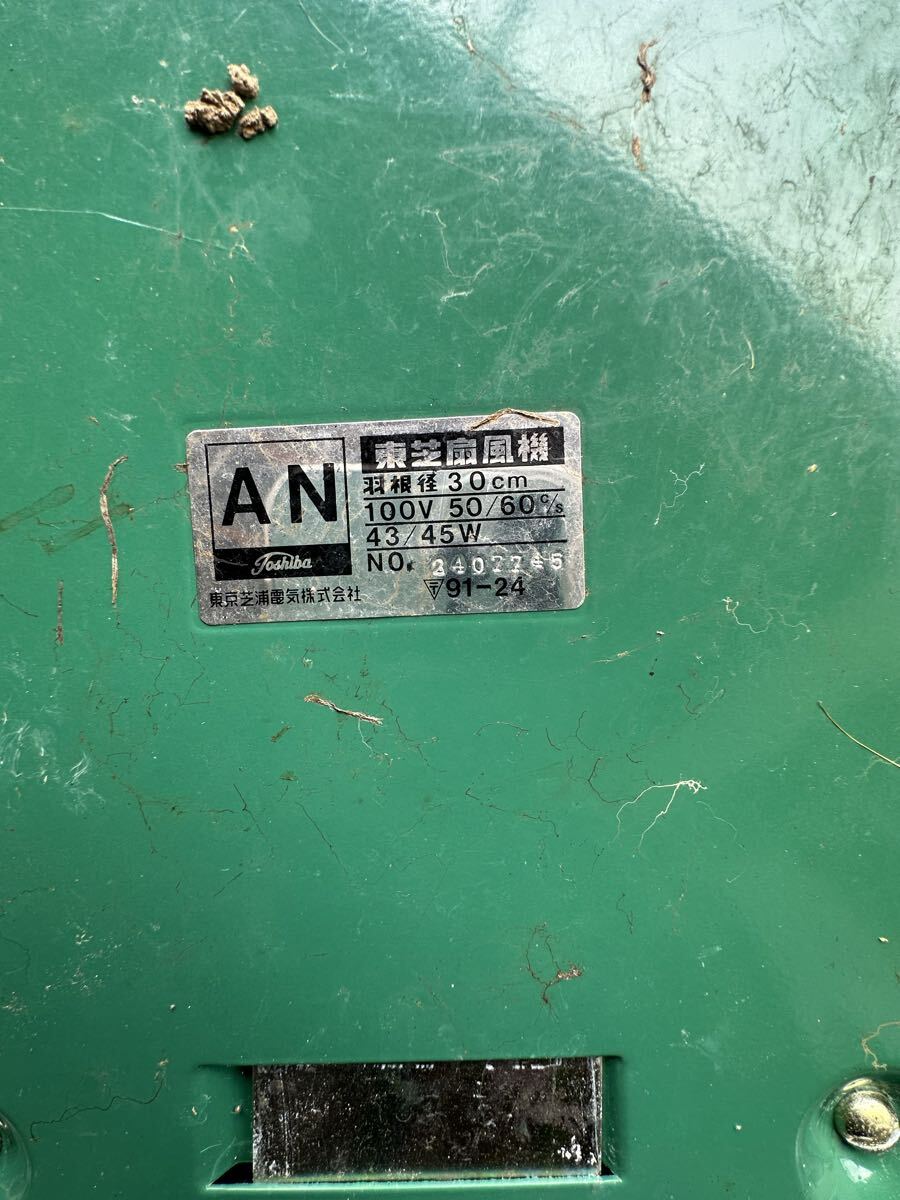 AN
Toshiba
東京芝浦電気株式会社
東芝扇風機
羽根径 30cm
100V 50/60c/s
43/45W
NO. 2407745
〒91-24